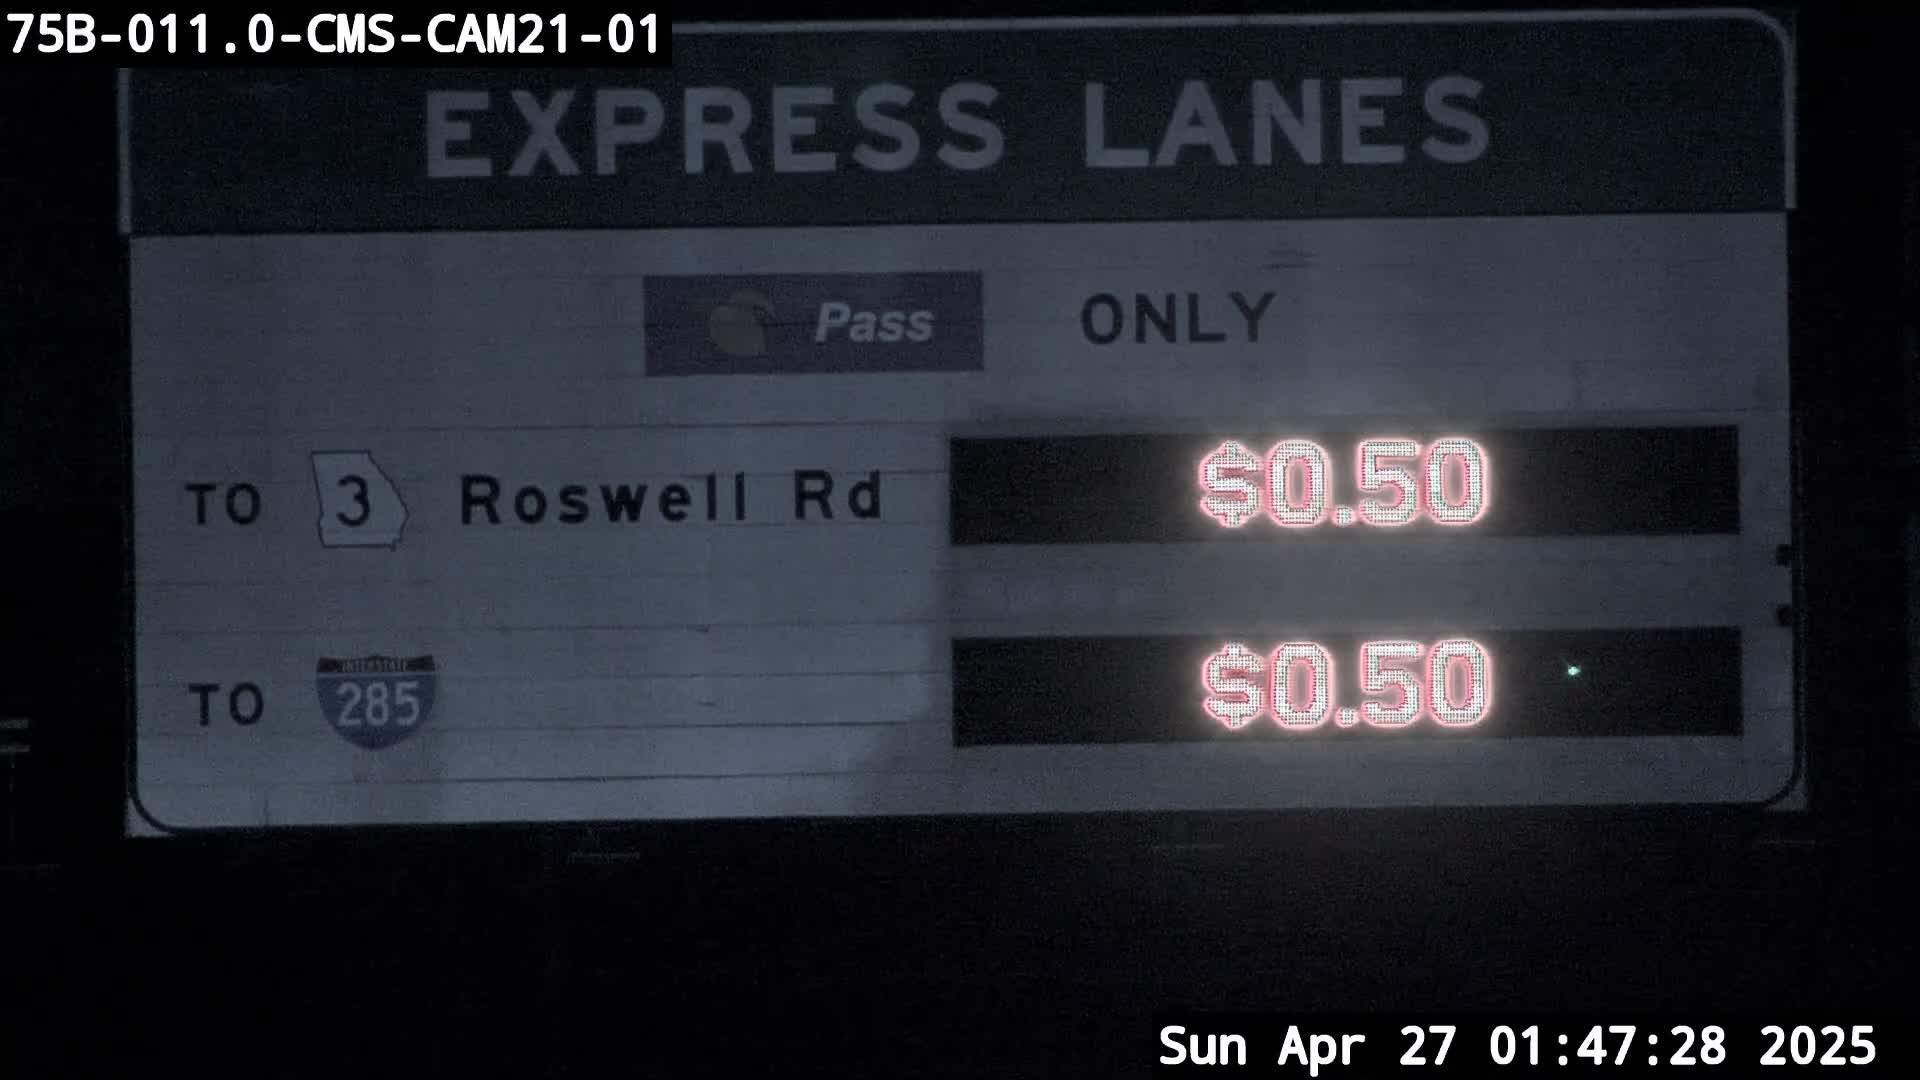 75B-011.0-CMS-CAM21-01
EXPRESS LANES
Pass ONLY
TO 3 Roswell Rd $0.50
INTERSTATE
TO 285 $0.50
Sun Apr 27 01:47:28 2025